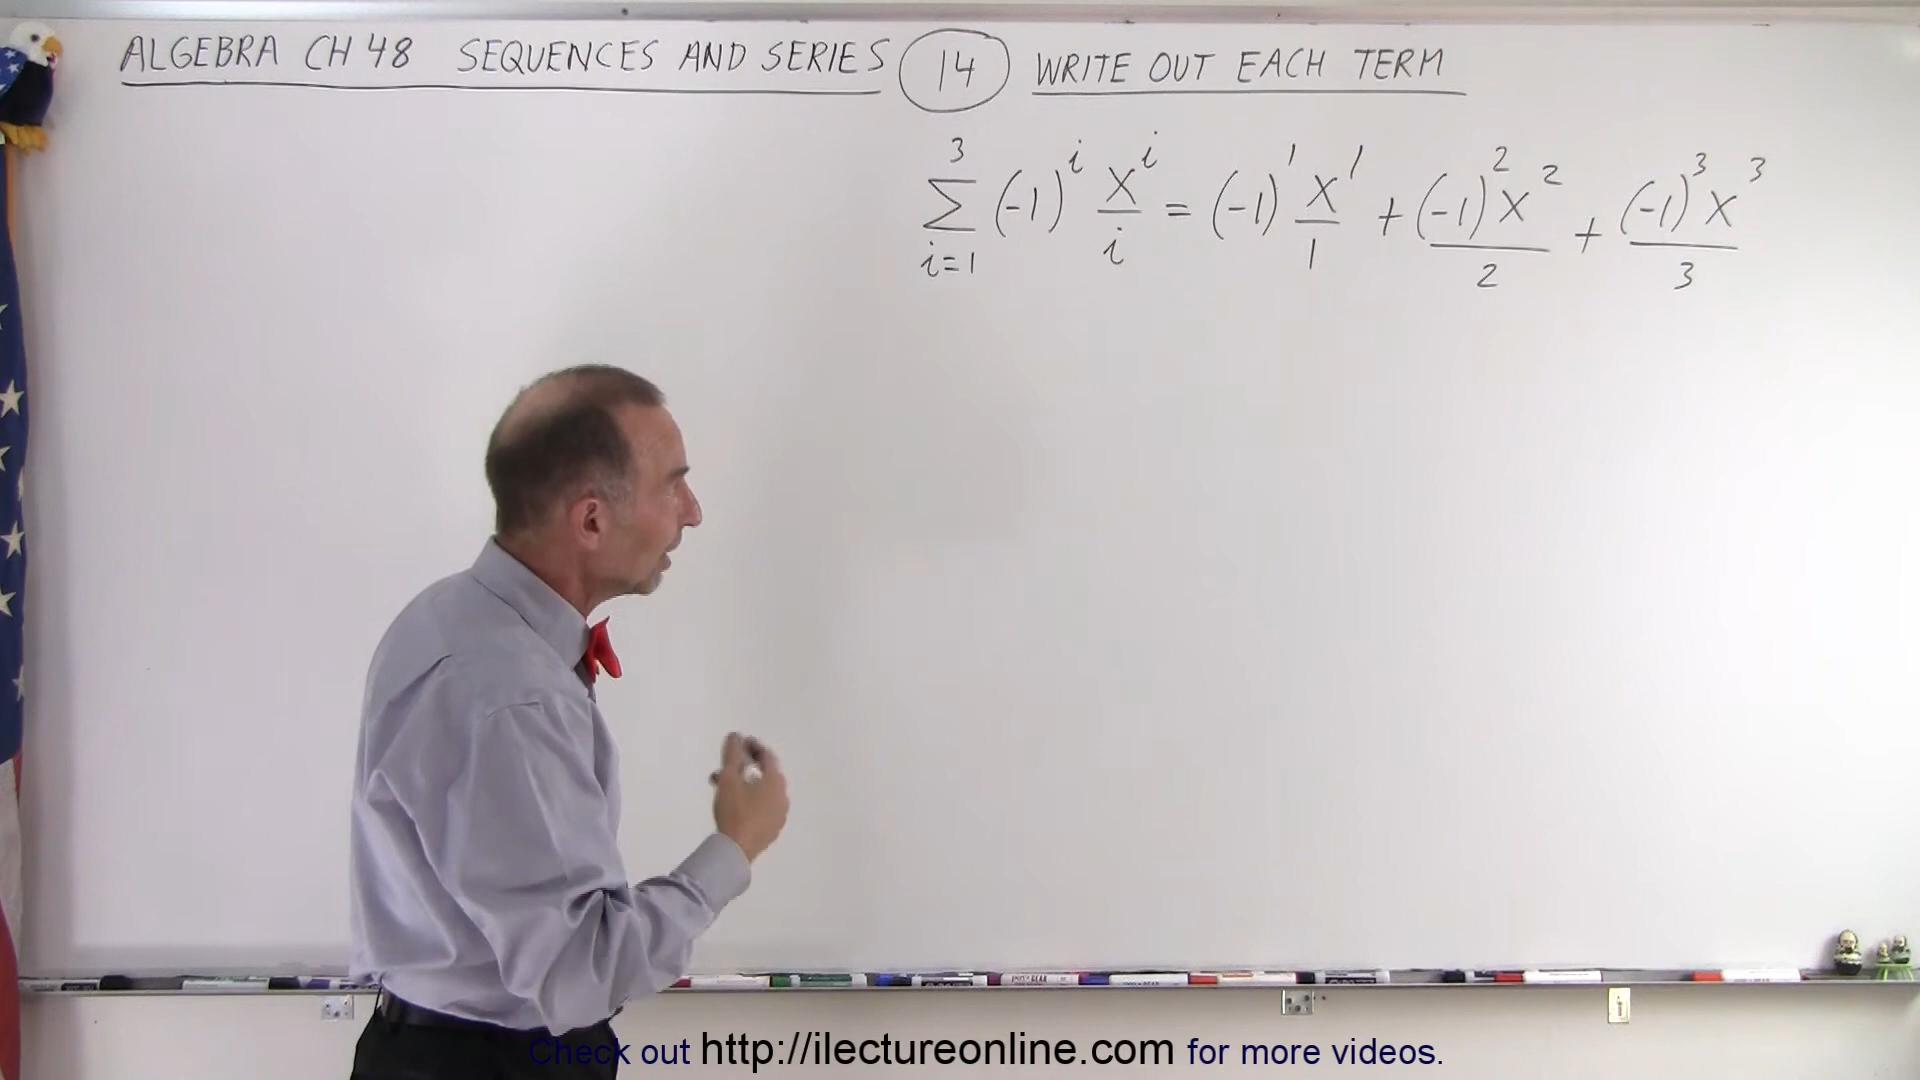 ALGEBRA CH 48 SEQUENCES AND SERIES 14 WRITE OUT EACH TERM
3
∑ (-1)^i x^i/i = (-1)^1 x^1/1 + (-1)^2 x^2/2 + (-1)^3 x^3/3
i=1
Check out http://ilectureonline.com for more videos.